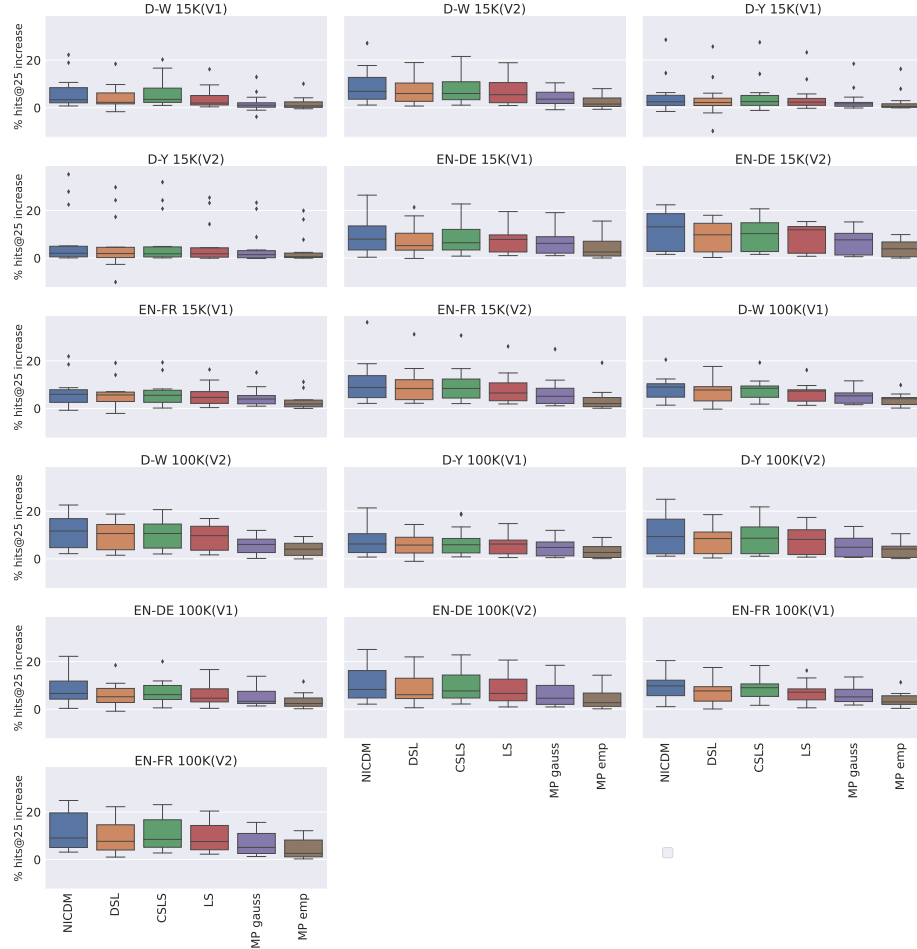 D-W 15K(V1)
D-W 15K(V2)
D-Y 15K(V1)
% hits@25 increase
20
0
D-Y 15K(V2)
EN-DE 15K(V1)
EN-DE 15K(V2)
% hits@25 increase
20
0
EN-FR 15K(V1)
EN-FR 15K(V2)
D-W 100K(V1)
% hits@25 increase
20
0
D-W 100K(V2)
D-Y 100K(V1)
D-Y 100K(V2)
% hits@25 increase
20
0
EN-DE 100K(V1)
EN-DE 100K(V2)
EN-FR 100K(V1)
% hits@25 increase
20
0
NICDM
DSL
CSLS
LS
MP gauss
MP emp
NICDM
DSL
CSLS
LS
MP gauss
MP emp
EN-FR 100K(V2)
% hits@25 increase
20
0
NICDM
DSL
CSLS
LS
MP gauss
MP emp